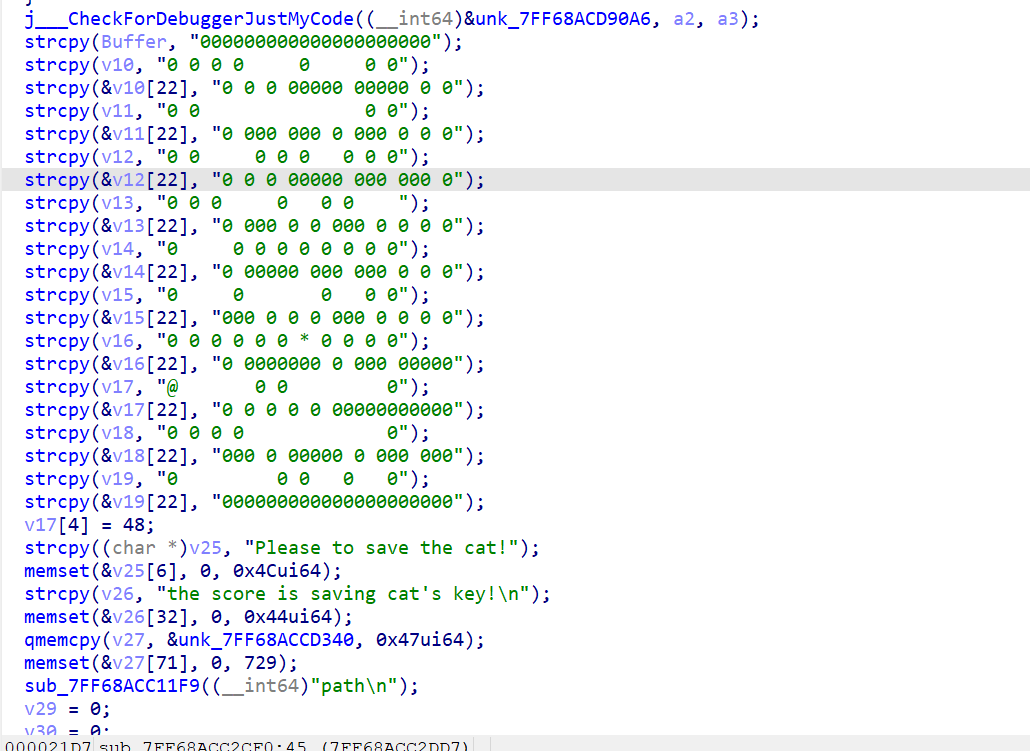 j___CheckForDebuggerJustMyCode((__int64)&unk_7FF68ACD90A6, a2, a3);
strcpy(Buffer, "000000000000000000000");
strcpy(v10, "0 0 0 0     0     0 0");
strcpy(&v10[22], "0 0 0 00000 00000 0 0");
strcpy(v11, "0 0               0 0");
strcpy(&v11[22], "0 000 000 0 000 0 0 0");
strcpy(v12, "0 0     0 0 0   0 0 0");
strcpy(&v12[22], "0 0 0 00000 000 000 0");
strcpy(v13, "0 0 0     0   0 0    ");
strcpy(&v13[22], "0 000 0 0 000 0 0 0 0");
strcpy(v14, "0     0 0 0 0 0 0 0 0");
strcpy(&v14[22], "0 00000 000 000 0 0 0");
strcpy(v15, "0     0       0   0 0");
strcpy(&v15[22], "000 0 0 0 000 0 0 0 0");
strcpy(v16, "0 0 0 0 0 0 * 0 0 0 0");
strcpy(&v16[22], "0 0000000 0 000 00000");
strcpy(v17, "@       0 0         0");
strcpy(&v17[22], "0 0 0 0 0 00000000000");
strcpy(v18, "0 0 0 0             0");
strcpy(&v18[22], "000 0 00000 0 000 000");
strcpy(v19, "0         0 0   0   0");
strcpy(&v19[22], "000000000000000000000");
v17[4] = 48;
strcpy((char *)v25, "Please to save the cat!");
memset(&v25[6], 0, 0x4Cui64);
strcpy(v26, "the score is saving cat's key!\n");
memset(&v26[32], 0, 0x44ui64);
qmemcpy(v27, &unk_7FF68ACCD340, 0x47ui64);
memset(&v27[71], 0, 729);
sub_7FF68ACC11F9((__int64)"path\n");
v29 = 0;
v30 = 0;
000021D7 sub_7FF68ACC2CF0:45 (7FF68ACC2DD7)